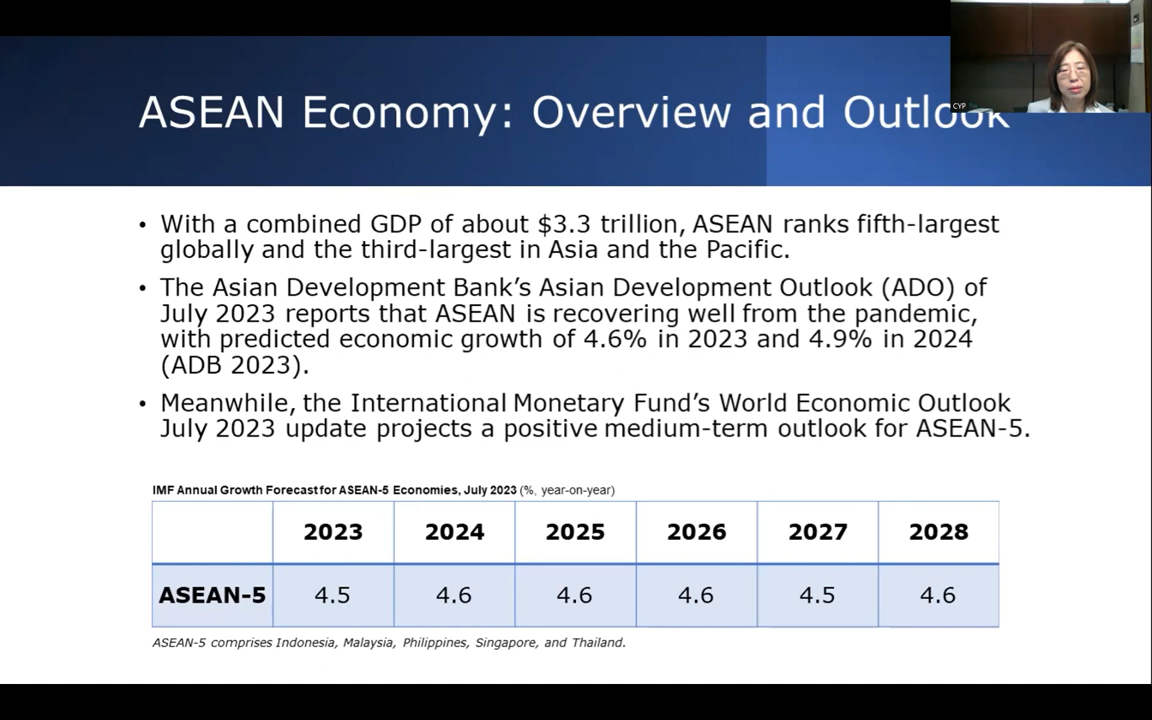 ASEAN Economy: Overview and Outlook
CYP
• With a combined GDP of about $3.3 trillion, ASEAN ranks fifth-largest
globally and the third-largest in Asia and the Pacific.
• The Asian Development Bank’s Asian Development Outlook (ADO) of
July 2023 reports that ASEAN is recovering well from the pandemic,
with predicted economic growth of 4.6% in 2023 and 4.9% in 2024
(ADB 2023).
• Meanwhile, the International Monetary Fund’s World Economic Outlook
July 2023 update projects a positive medium-term outlook for ASEAN-5.
IMF Annual Growth Forecast for ASEAN-5 Economies, July 2023 (%, year-on-year)
2023 2024 2025 2026 2027 2028
ASEAN-5 4.5 4.6 4.6 4.6 4.5 4.6
ASEAN-5 comprises Indonesia, Malaysia, Philippines, Singapore, and Thailand.